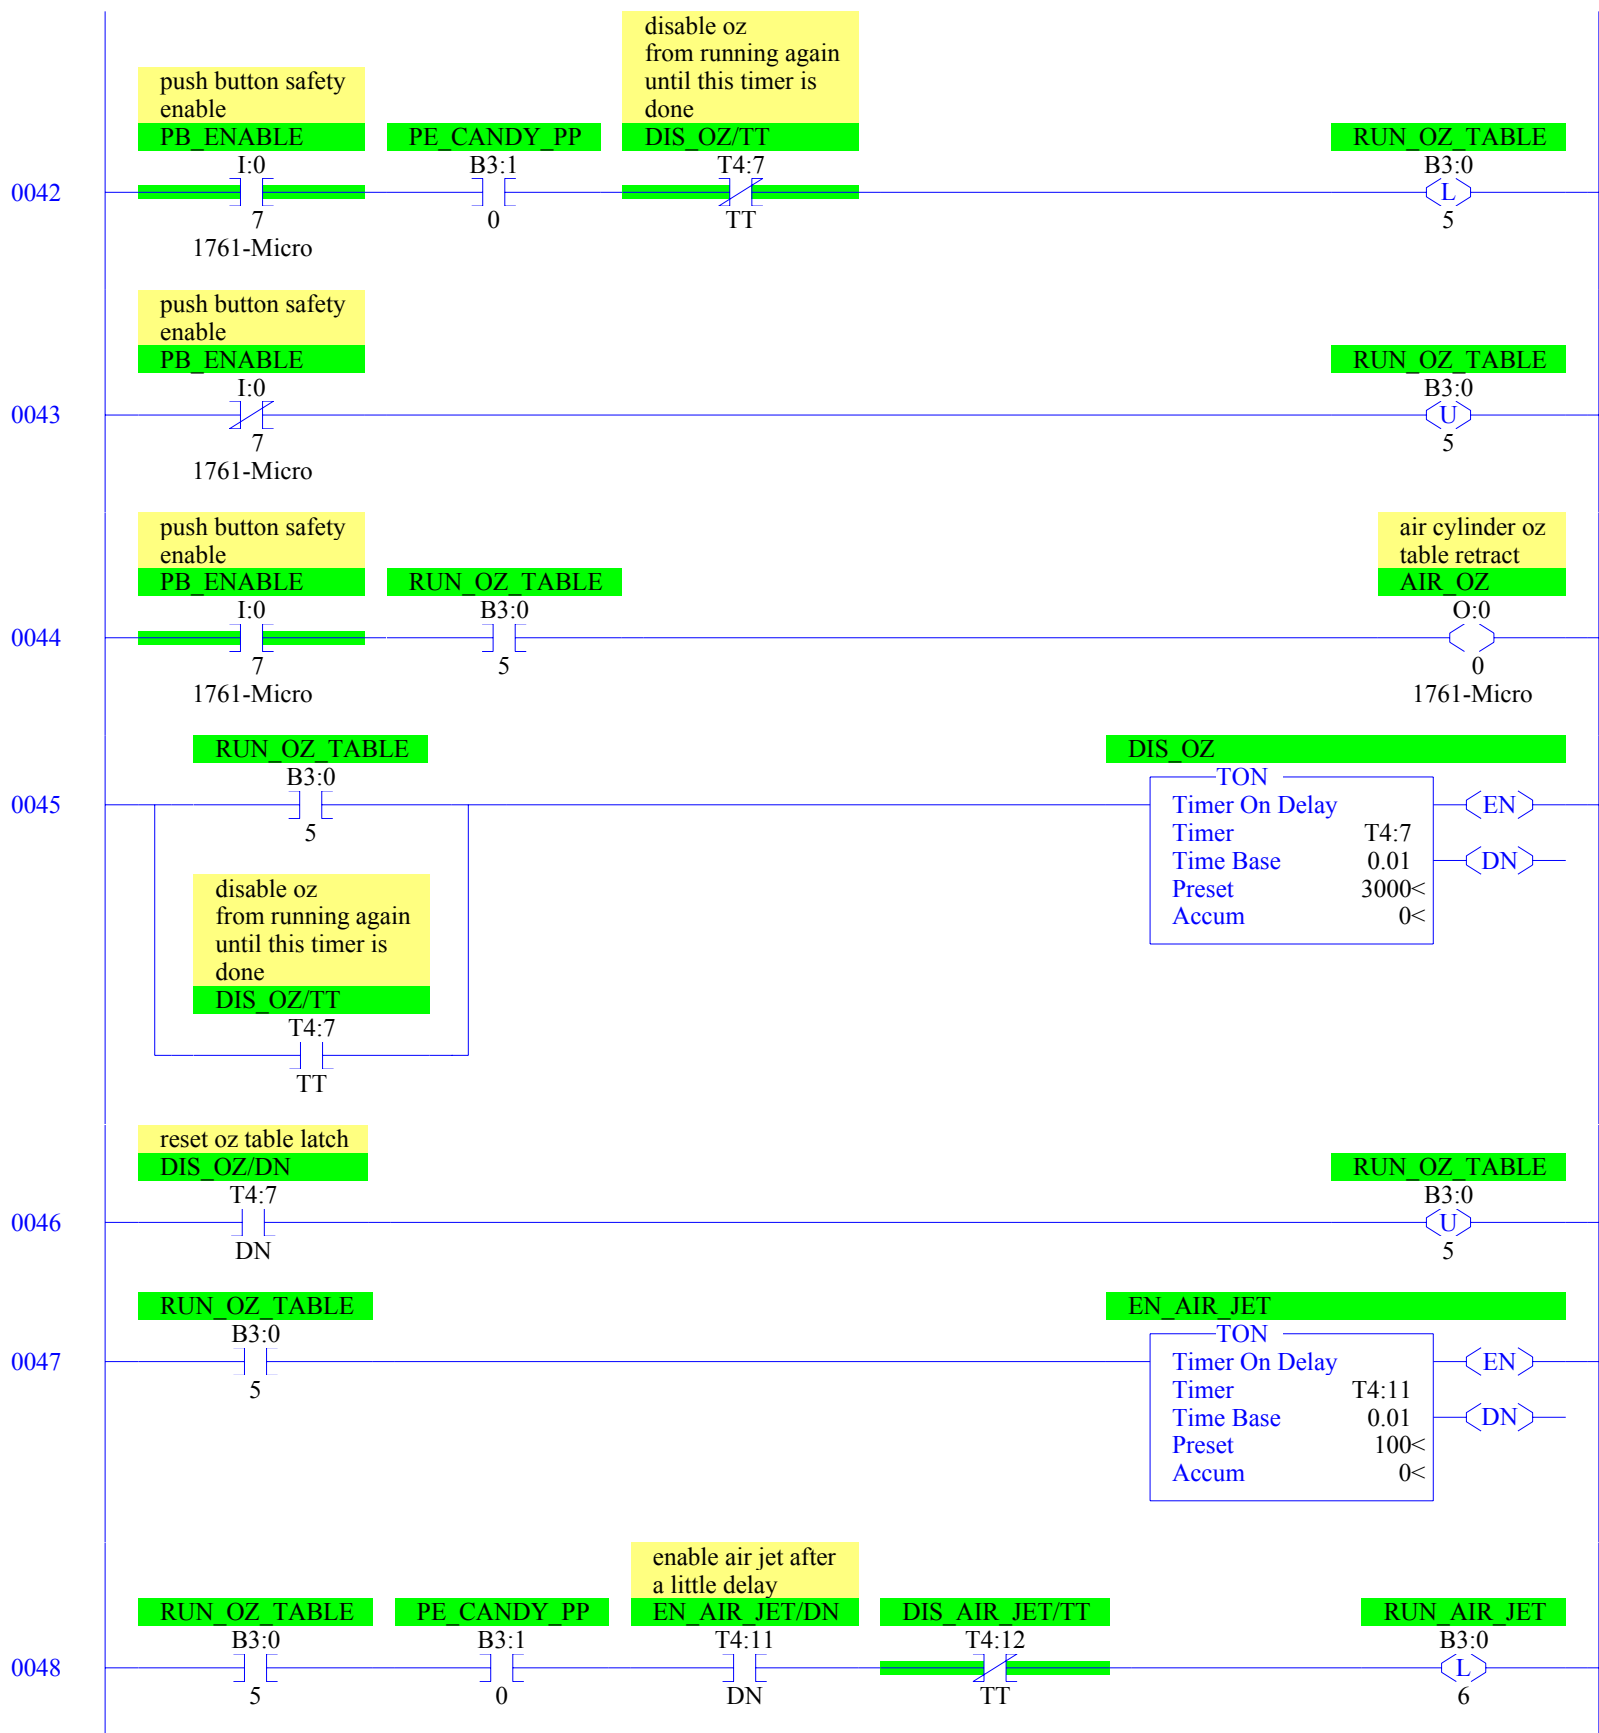 disable oz
from running again
until this timer is
done
push button safety
enable
PB_ENABLE PE_CANDY_PP DIS_OZ/TT RUN_OZ_TABLE
I:0 B3:1 T4:7 B3:0
0042 L
7 0 TT 5
1761-Micro
push button safety
enable
PB_ENABLE RUN_OZ_TABLE
I:0 B3:0
0043 U
7 5
1761-Micro
push button safety
enable
air cylinder oz
table retract
PB_ENABLE RUN_OZ_TABLE AIR_OZ
I:0 B3:0 O:0
0044
7 5 0
1761-Micro 1761-Micro
RUN_OZ_TABLE DIS_OZ
B3:0 TON
0045 Timer On Delay EN
5 Timer T4:7
Time Base 0.01 DN
Preset 3000<
Accum 0<
disable oz
from running again
until this timer is
done
DIS_OZ/TT
T4:7
TT
reset oz table latch
DIS_OZ/DN RUN_OZ_TABLE
T4:7 B3:0
0046 U
DN 5
RUN_OZ_TABLE EN_AIR_JET
B3:0 TON
0047 Timer On Delay EN
5 Timer T4:11
Time Base 0.01 DN
Preset 100<
Accum 0<
enable air jet after
a little delay
RUN_OZ_TABLE PE_CANDY_PP EN_AIR_JET/DN DIS_AIR_JET/TT RUN_AIR_JET
B3:0 B3:1 T4:11 T4:12 B3:0
0048 L
5 0 DN TT 6